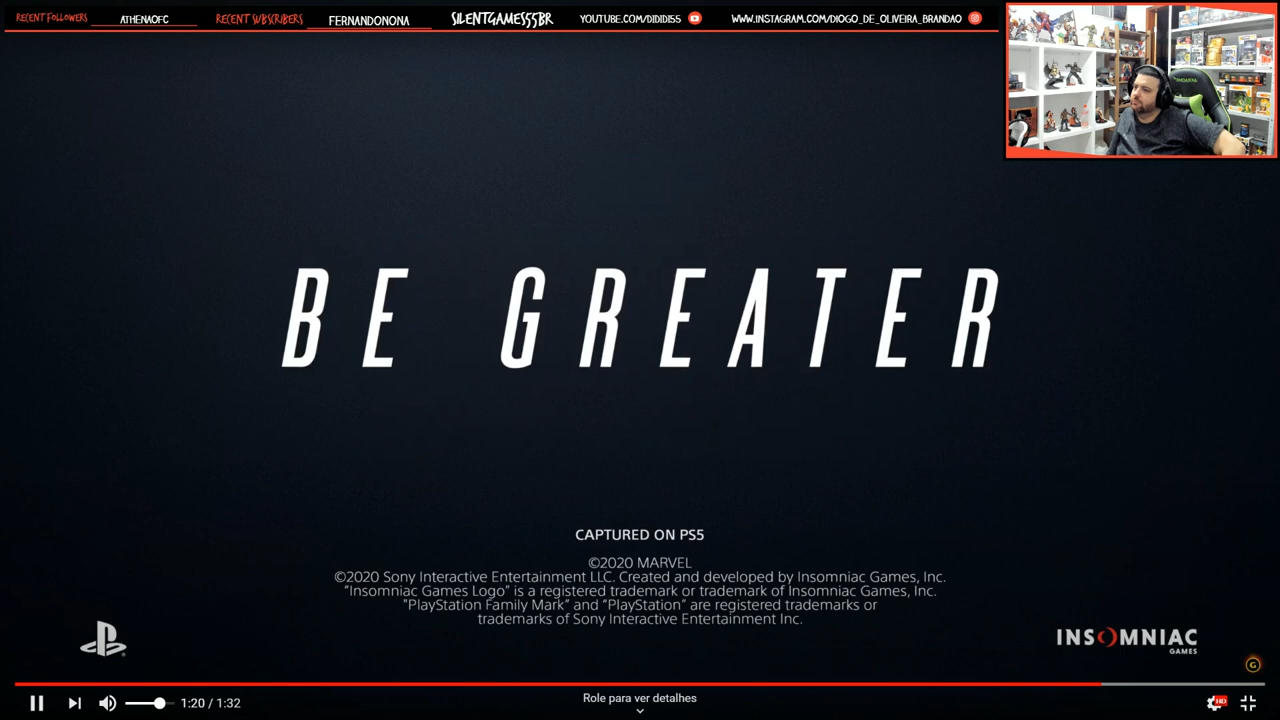 RECENT FOLLOWERS ATHENAOFC RECENT SUBSCRIBERS FERNANDONONA SILENTGAMES55BR YOUTUBE.COM/DIDIDI55 WWW.INSTAGRAM.COM/DIOGO_DE_OLIVEIRA_BRANDAO
BE GREATER
CAPTURED ON PS5
©2020 MARVEL
©2020 Sony Interactive Entertainment LLC. Created and developed by Insomniac Games, Inc.
"Insomniac Games Logo" is a registered trademark or trademark of Insomniac Games, Inc.
"PlayStation Family Mark" and "PlayStation" are registered trademarks or
trademarks of Sony Interactive Entertainment Inc.
INSOMNIAC
GAMES
G
1:20 / 1:32
Role para ver detalhes
HD